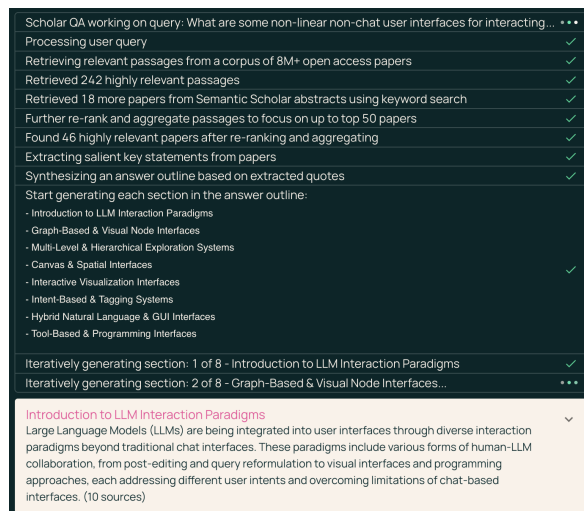 Scholar QA working on query: What are some non-linear non-chat user interfaces for interacting...
Processing user query
Retrieving relevant passages from a corpus of 8M+ open access papers
Retrieved 242 highly relevant passages
Retrieved 18 more papers from Semantic Scholar abstracts using keyword search
Further re-rank and aggregate passages to focus on up to top 50 papers
Found 46 highly relevant papers after re-ranking and aggregating
Extracting salient key statements from papers
Synthesizing an answer outline based on extracted quotes
Start generating each section in the answer outline:
- Introduction to LLM Interaction Paradigms
- Graph-Based & Visual Node Interfaces
- Multi-Level & Hierarchical Exploration Systems
- Canvas & Spatial Interfaces
- Interactive Visualization Interfaces
- Intent-Based & Tagging Systems
- Hybrid Natural Language & GUI Interfaces
- Tool-Based & Programming Interfaces
Iteratively generating section: 1 of 8 - Introduction to LLM Interaction Paradigms
Iteratively generating section: 2 of 8 - Graph-Based & Visual Node Interfaces...
Introduction to LLM Interaction Paradigms
Large Language Models (LLMs) are being integrated into user interfaces through diverse interaction
paradigms beyond traditional chat interfaces. These paradigms include various forms of human-LLM
collaboration, from post-editing and query reformulation to visual interfaces and programming
approaches, each addressing different user intents and overcoming limitations of chat-based
interfaces. (10 sources)